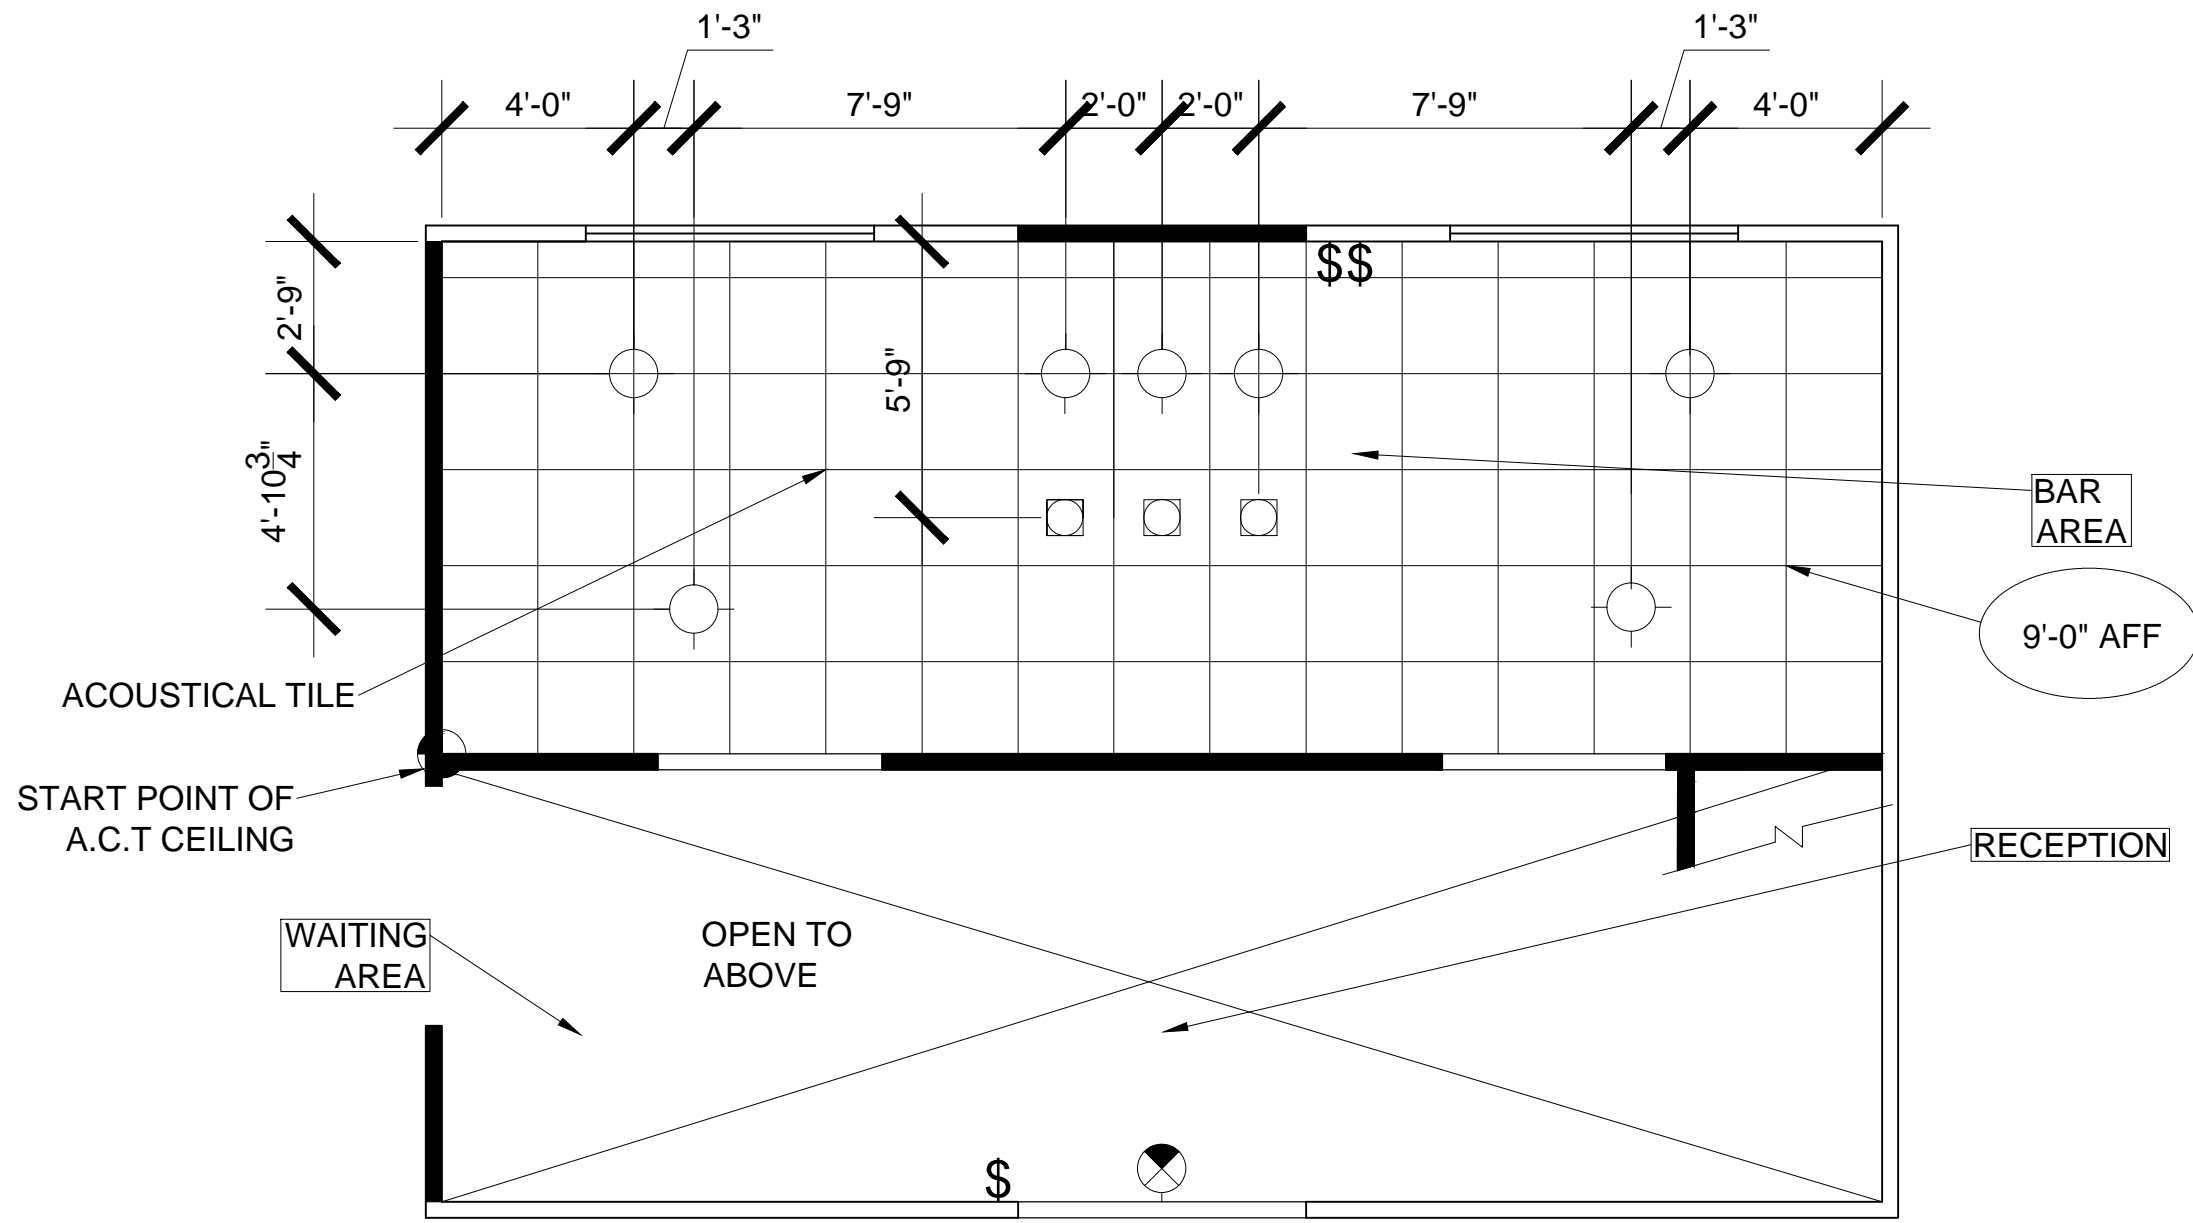 1'-3"
1'-3"
4'-0"
7'-9"
2'-0"
2'-0"
7'-9"
4'-0"
$$
2'-9"
5'-9"
4'-10 3/4"
BAR
AREA
9'-0" AFF
ACOUSTICAL TILE
START POINT OF
A.C.T CEILING
RECEPTION
WAITING
AREA
OPEN TO
ABOVE
$